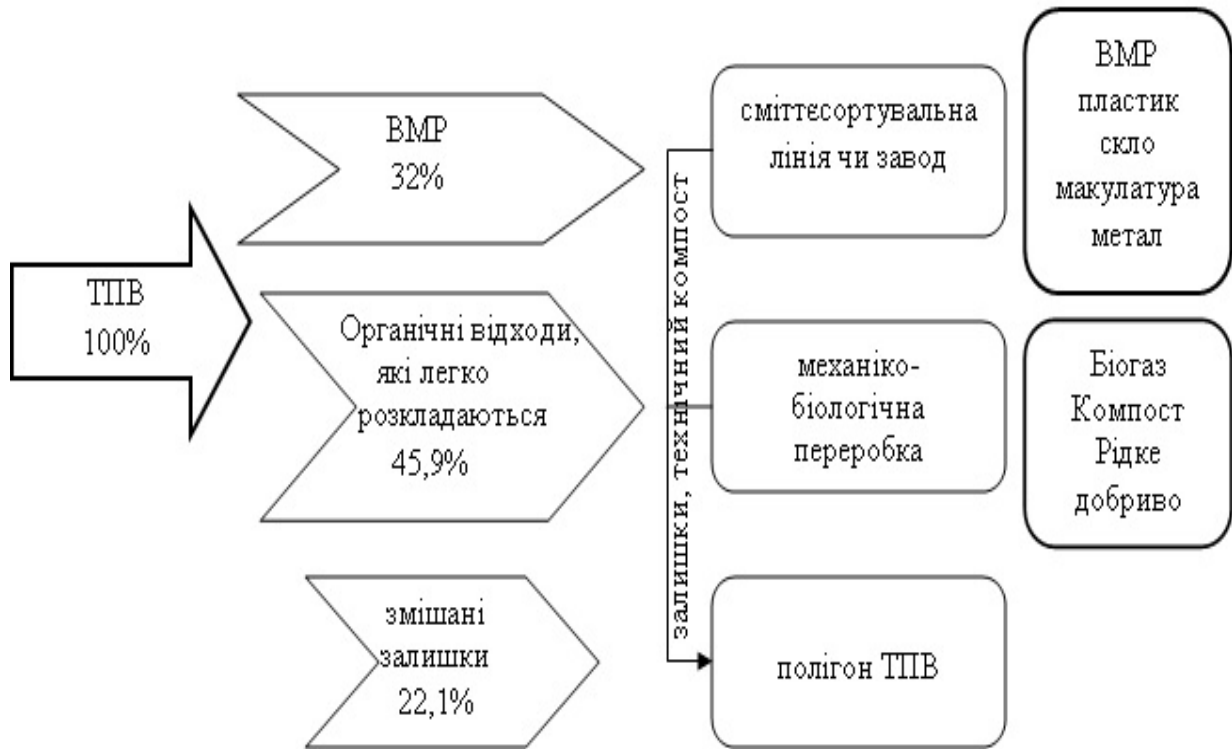 ТПВ
100%
ВМР
32%
Органічні відходи,
які легко
розкладаються
45,9%
змішані
залишки
22,1%
залишки, технічний компост
сміттєсортувальна
лінія чи завод
механіко-
біологічна
переробка
полігон ТПВ
ВМР
пластик
скло
макулатура
метал
Біогаз
Компост
Рідке
добриво